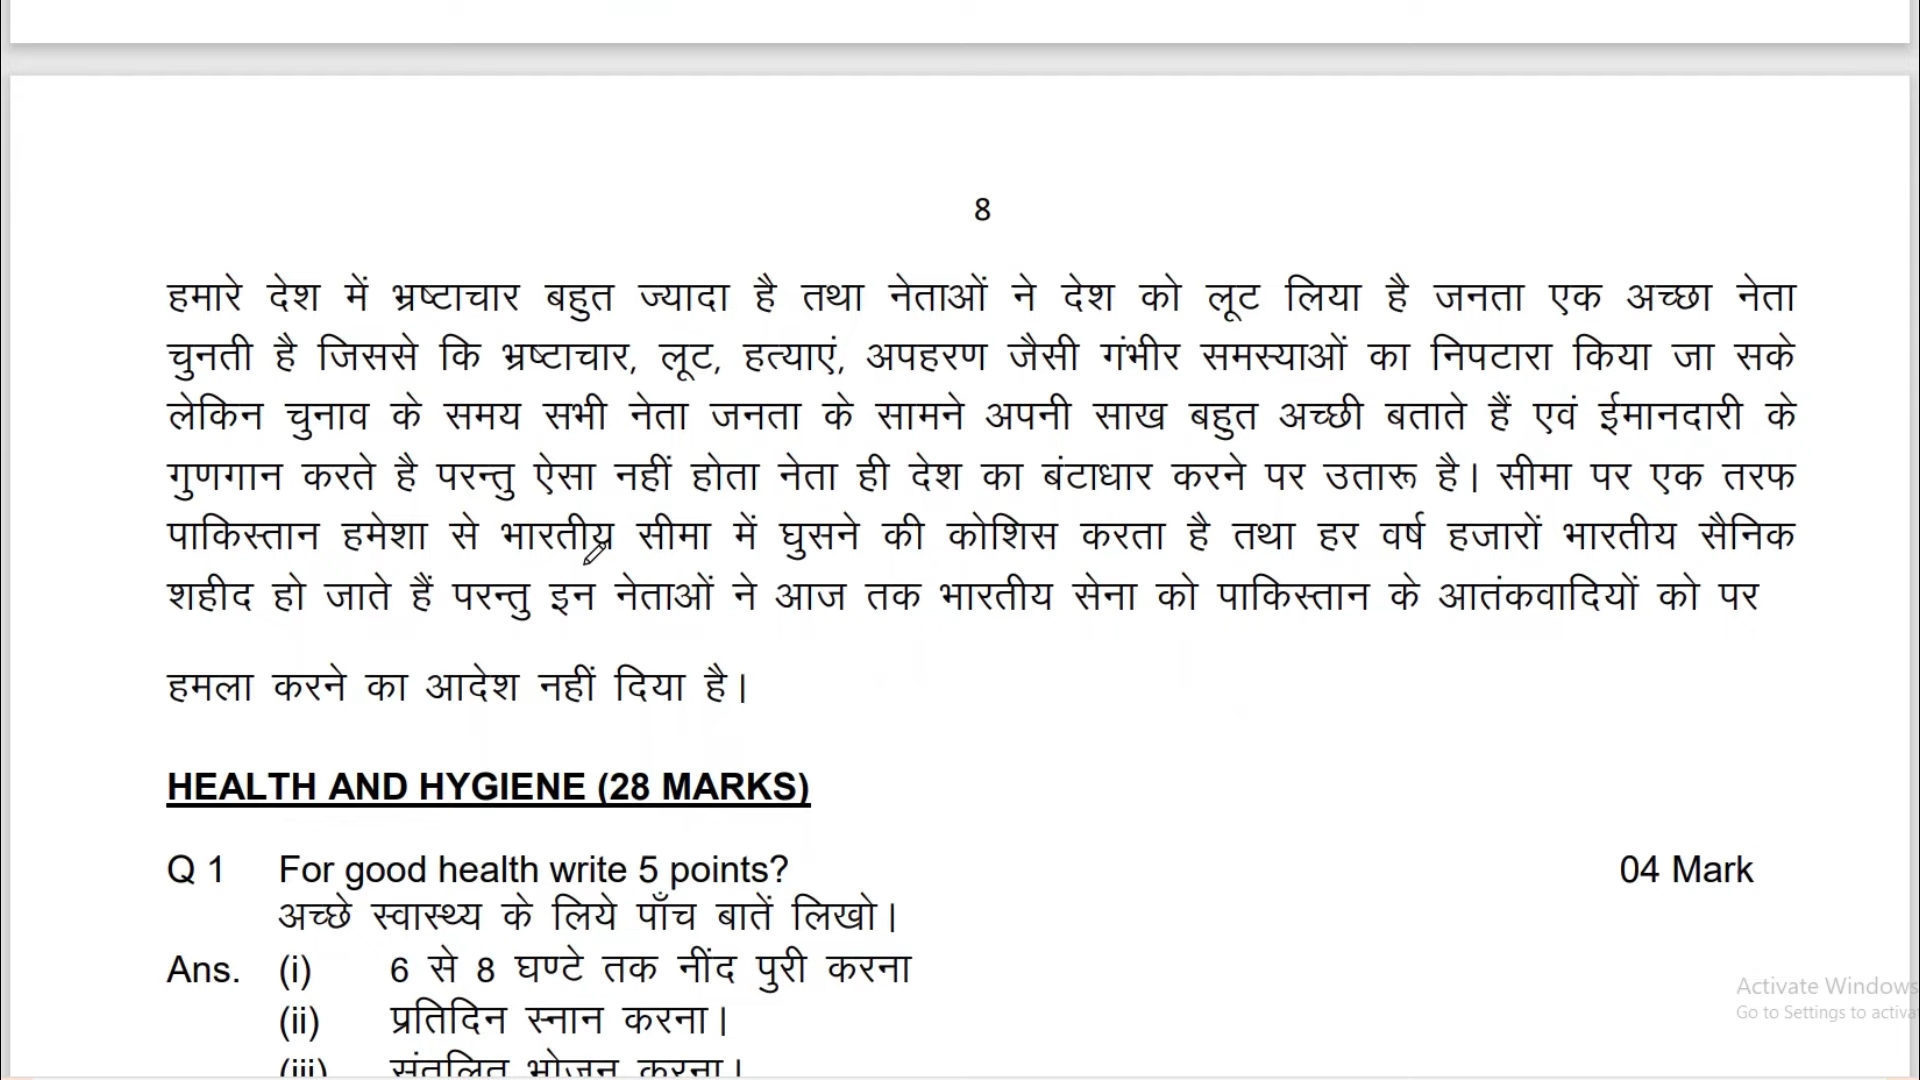 8
हमारे देश में भ्रष्टाचार बहुत ज्यादा है तथा नेताओं ने देश को लूट लिया है जनता एक अच्छा नेता
चुनती है जिससे कि भ्रष्टाचार, लूट, हत्याएं, अपहरण जैसी गंभीर समस्याओं का निपटारा किया जा सके
लेकिन चुनाव के समय सभी नेता जनता के सामने अपनी साख बहुत अच्छी बताते हैं एवं ईमानदारी के
गुणगान करते है परन्तु ऐसा नहीं होता नेता ही देश का बंटाधार करने पर उतारू है। सीमा पर एक तरफ
पाकिस्तान हमेशा से भारतीय सीमा में घुसने की कोशिस करता है तथा हर वर्ष हजारों भारतीय सैनिक
शहीद हो जाते हैं परन्तु इन नेताओं ने आज तक भारतीय सेना को पाकिस्तान के आतंकवादियों को पर
हमला करने का आदेश नहीं दिया है।
HEALTH AND HYGIENE (28 MARKS)
Q 1 For good health write 5 points? 04 Mark
अच्छे स्वास्थ्य के लिये पाँच बातें लिखो।
Ans. (i) 6 से 8 घण्टे तक नींद पुरी करना
(ii) प्रतिदिन स्नान करना।
(iii) संतुलित भोजन करना।
Activate Windows
Go to Settings to activa